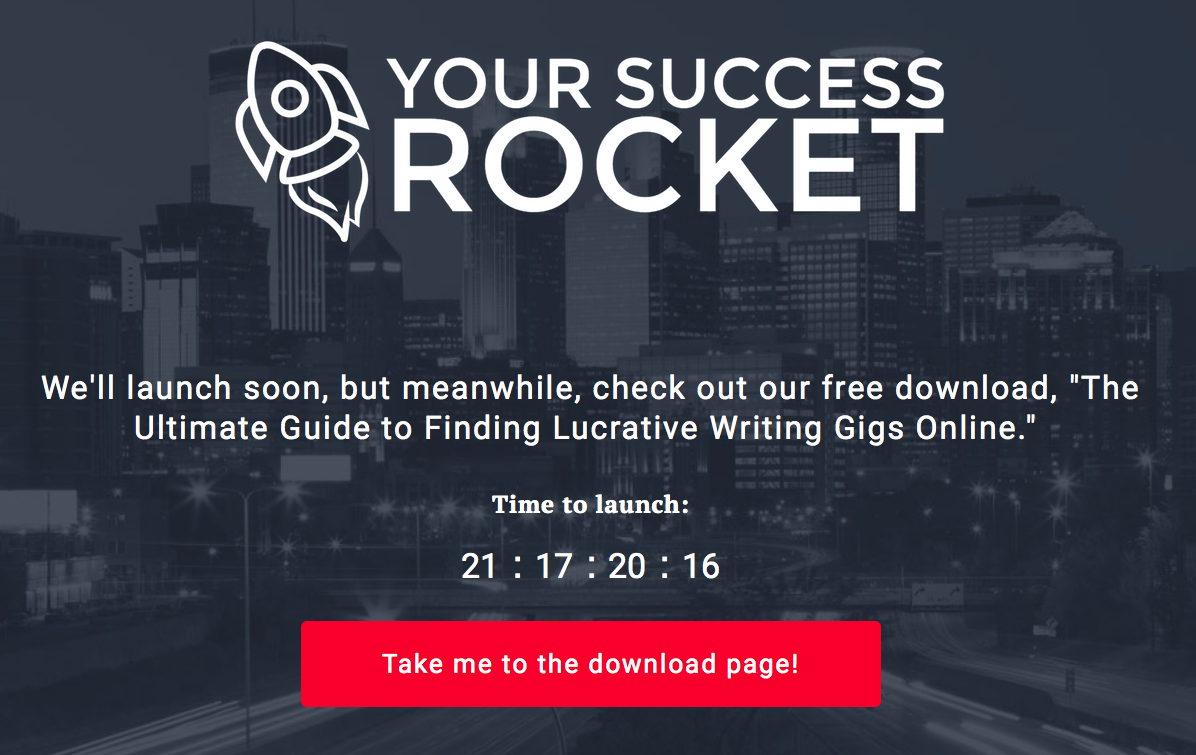 YOUR SUCCESS
ROCKET
We'll launch soon, but meanwhile, check out our free download, "The
Ultimate Guide to Finding Lucrative Writing Gigs Online."
Time to launch:
21 : 17 : 20 : 16
Take me to the download page!